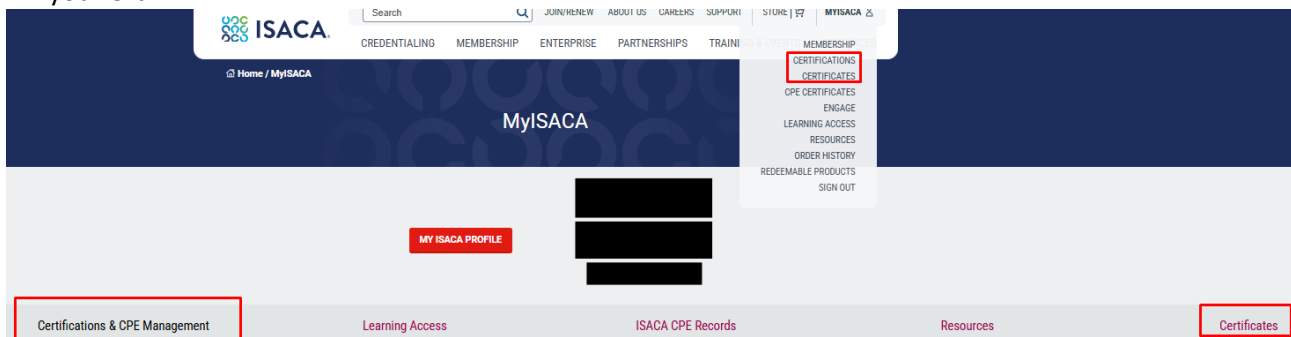 Search
JOIN/RENEW ABOUT US CAREERS SUPPORT STORE | MYISACA
ISACA.
CREDENTIALING MEMBERSHIP ENTERPRISE PARTNERSHIPS
MEMBERSHIP
CERTIFICATIONS
CERTIFICATES
CPE CERTIFICATES
ENGAGE
LEARNING ACCESS
RESOURCES
ORDER HISTORY
REDEEMABLE PRODUCTS
SIGN OUT
Home / MyISACA
MyISACA
MY ISACA PROFILE
Certifications & CPE Management Learning Access ISACA CPE Records Resources Certificates